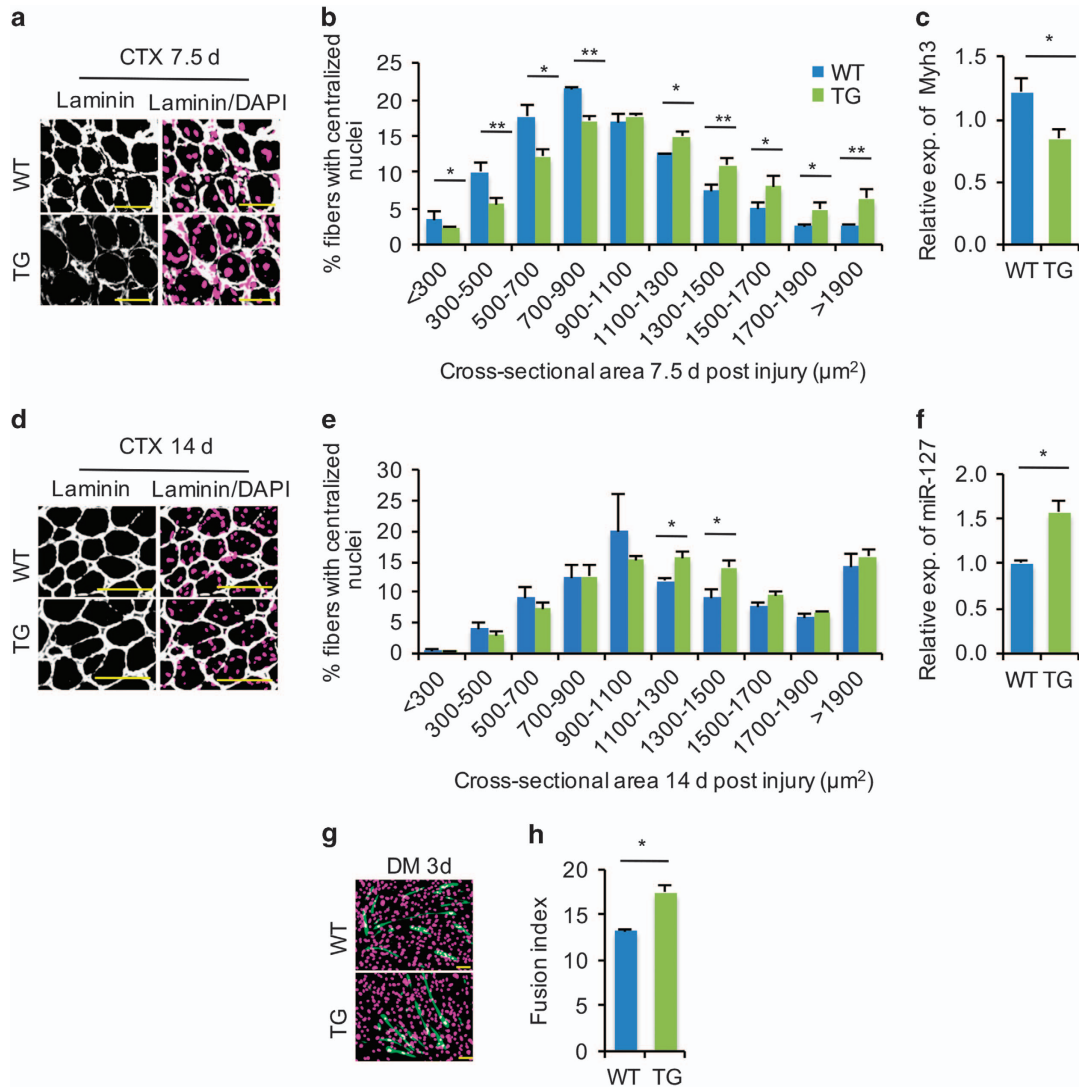 a
CTX 7.5 d
Laminin Laminin/DAPI
WT
TG
b
% fibers with centralized
nuclei
25
20
15
10
5
0
* ** * ** * ** * * **
WT
TG
<300 300-500 500-700 700-900 900-1100 1100-1300 1300-1500 1500-1700 1700-1900 >1900
Cross-sectional area 7.5 d post injury (µm²)
c
Relative exp. of Myh3
1.5
1.0
0.5
0.0
*
WT TG
d
CTX 14 d
Laminin Laminin/DAPI
WT
TG
e
% fibers with centralized
nuclei
30
25
20
15
10
5
0
* *
<300 300-500 500-700 700-900 900-1100 1100-1300 1300-1500 1500-1700 1700-1900 >1900
Cross-sectional area 14 d post injury (µm²)
f
Relative exp. of miR-127
2.0
1.5
1.0
0.5
0.0
*
WT TG
g
DM 3d
WT
TG
h
Fusion index
20
15
10
5
0
*
WT TG